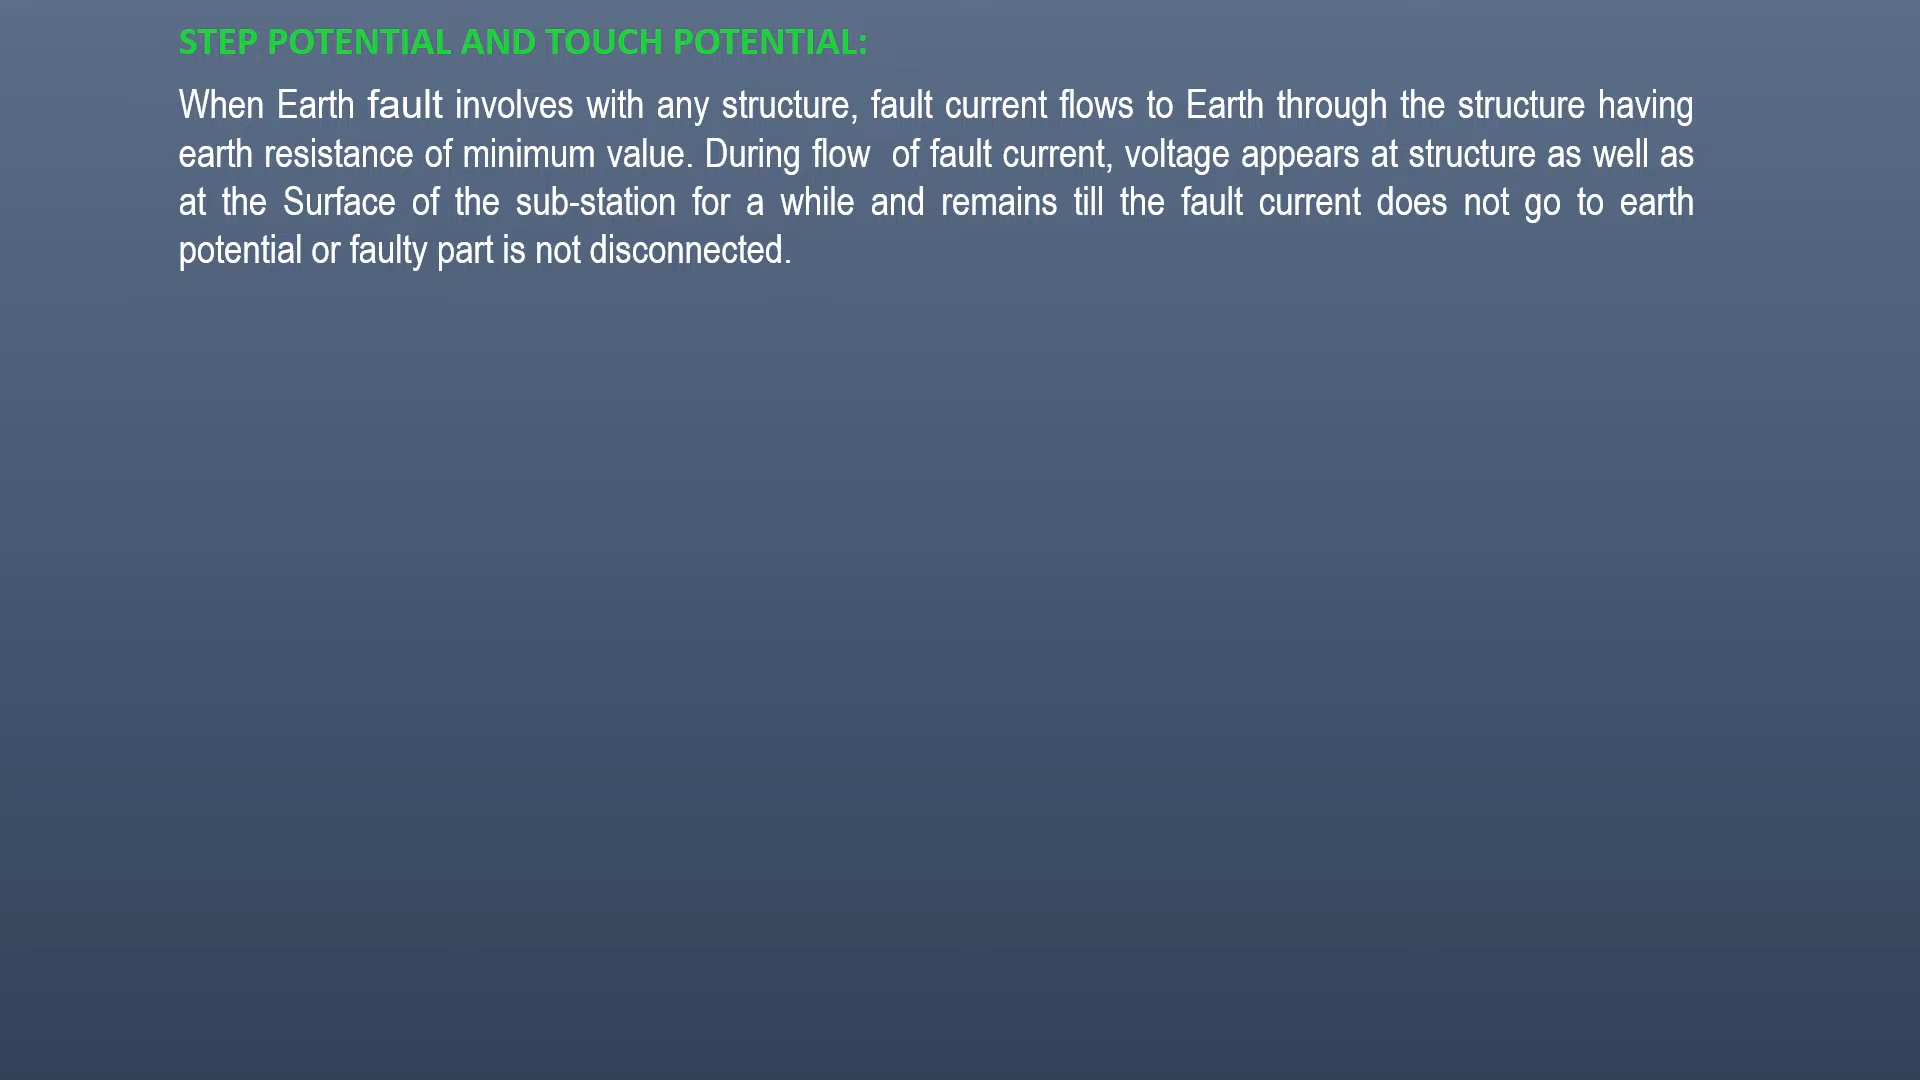 STEP POTENTIAL AND TOUCH POTENTIAL:
When Earth fault involves with any structure, fault current flows to Earth through the structure having
earth resistance of minimum value. During flow  of fault current, voltage appears at structure as well as
at the Surface of the sub-station for a while and remains till the fault current does not go to earth
potential or faulty part is not disconnected.